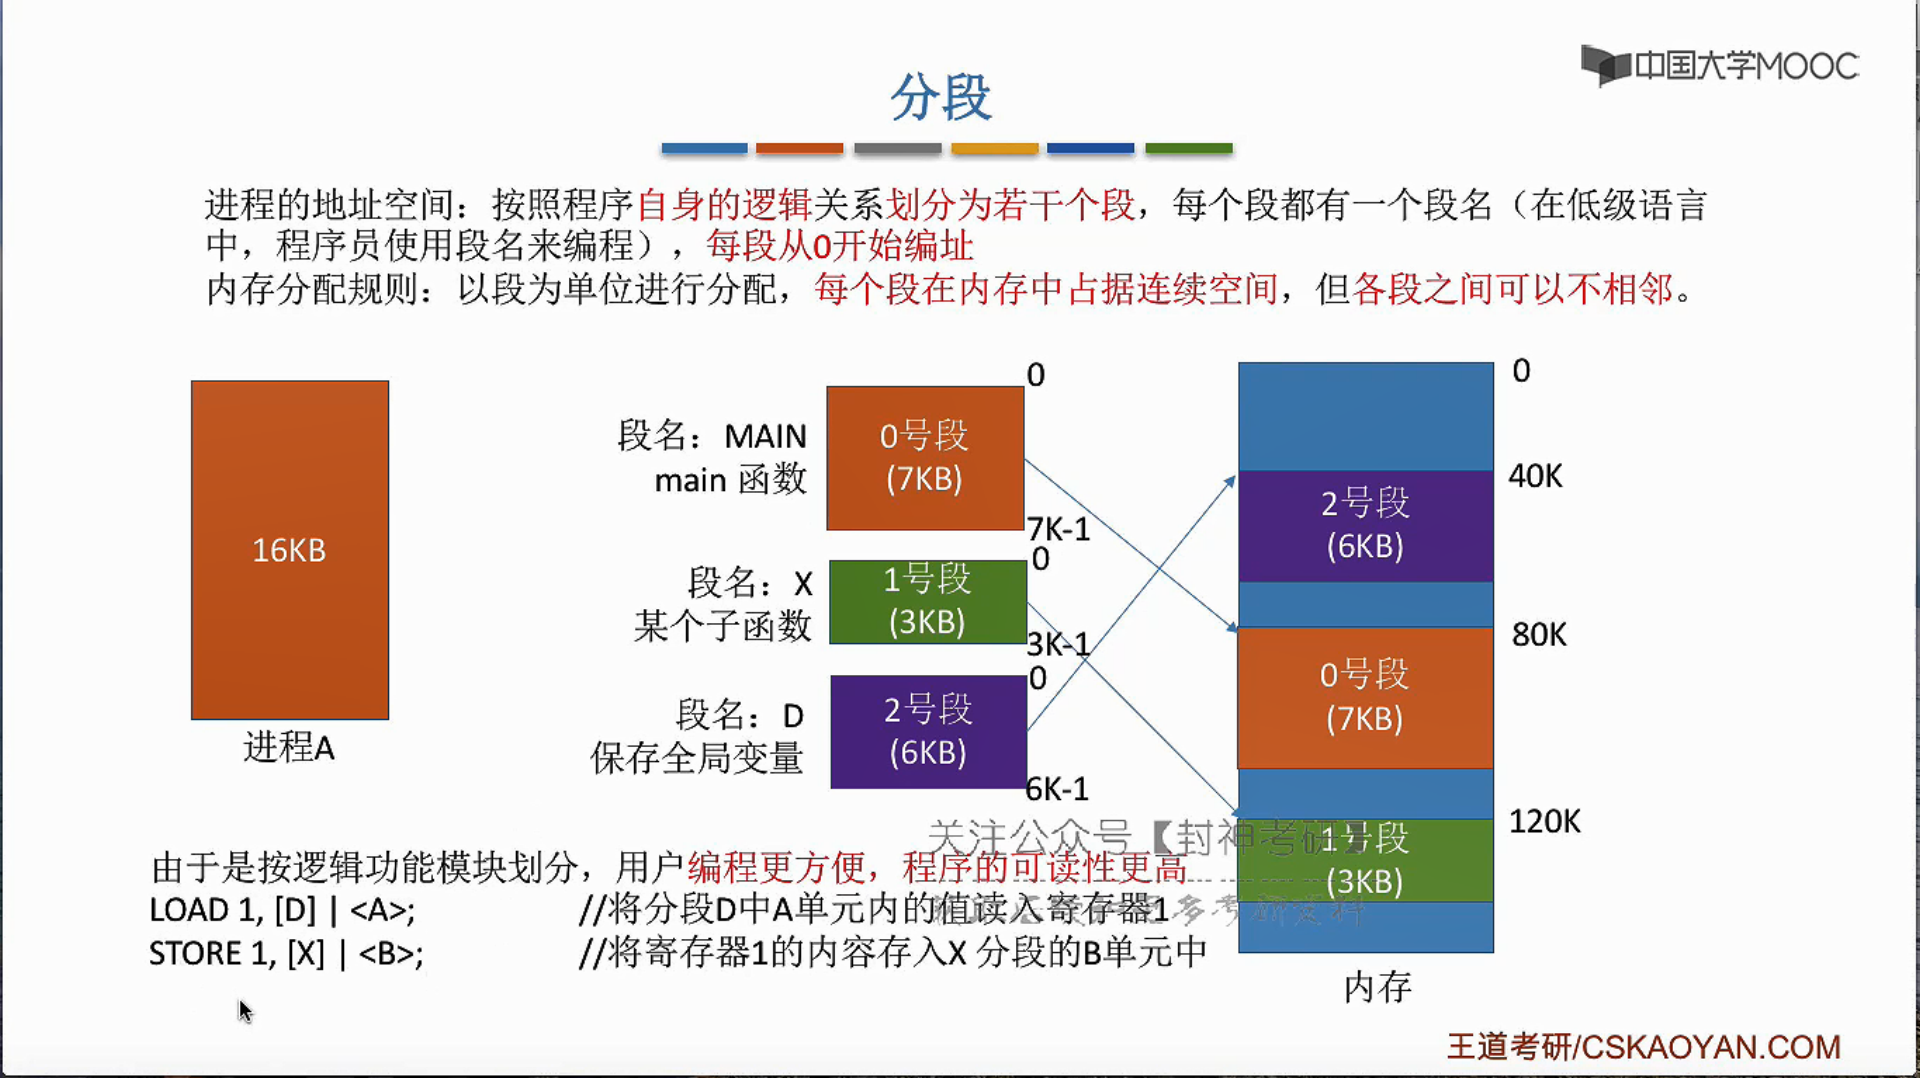 中国大学MOOC
分段
进程的地址空间：按照程序自身的逻辑关系划分为若干个段，每个段都有一个段名（在低级语言
中，程序员使用段名来编程），每段从0开始编址
内存分配规则：以段为单位进行分配，每个段在内存中占据连续空间，但各段之间可以不相邻。
16KB
进程A
段名：MAIN
main 函数
0号段
(7KB)
0
7K-1
段名：X
某个子函数
1号段
(3KB)
0
3K-1
段名：D
保存全局变量
2号段
(6KB)
0
6K-1
0
40K
2号段
(6KB)
80K
0号段
(7KB)
120K
1号段
(3KB)
内存
关注公众号【封神考研】
由于是按逻辑功能模块划分，用户编程更方便，程序的可读性更高
LOAD 1, [D] | <A>; //将分段D中A单元内的值读入寄存器1
STORE 1, [X] | <B>; //将寄存器1的内容存入X 分段的B单元中
王道考研/CSKAOYAN.COM